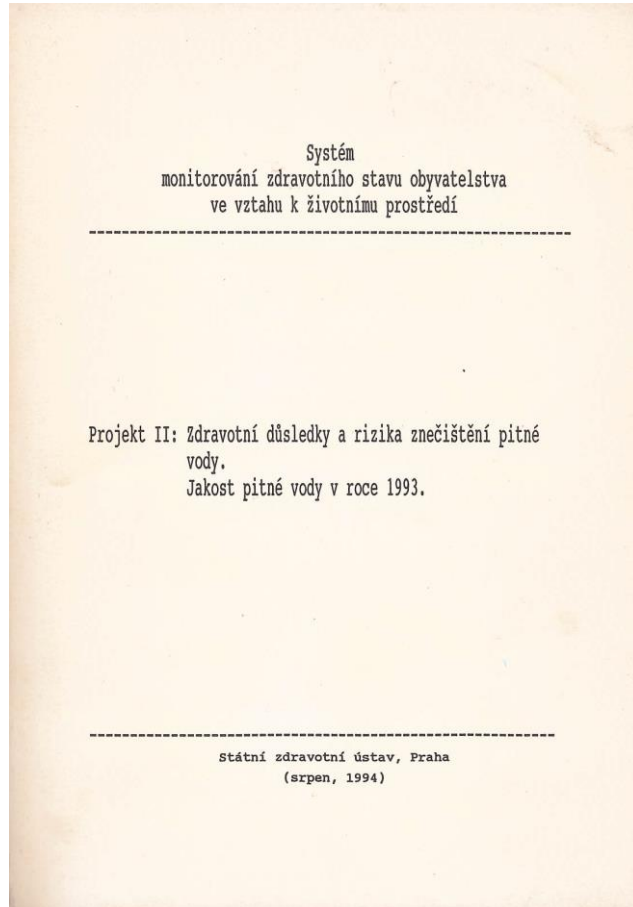 Systém
monitorování zdravotního stavu obyvatelstva
ve vztahu k životnímu prostředí
Projekt II: Zdravotní důsledky a rizika znečištění pitné
vody.
Jakost pitné vody v roce 1993.
Státní zdravotní ústav, Praha
(srpen, 1994)